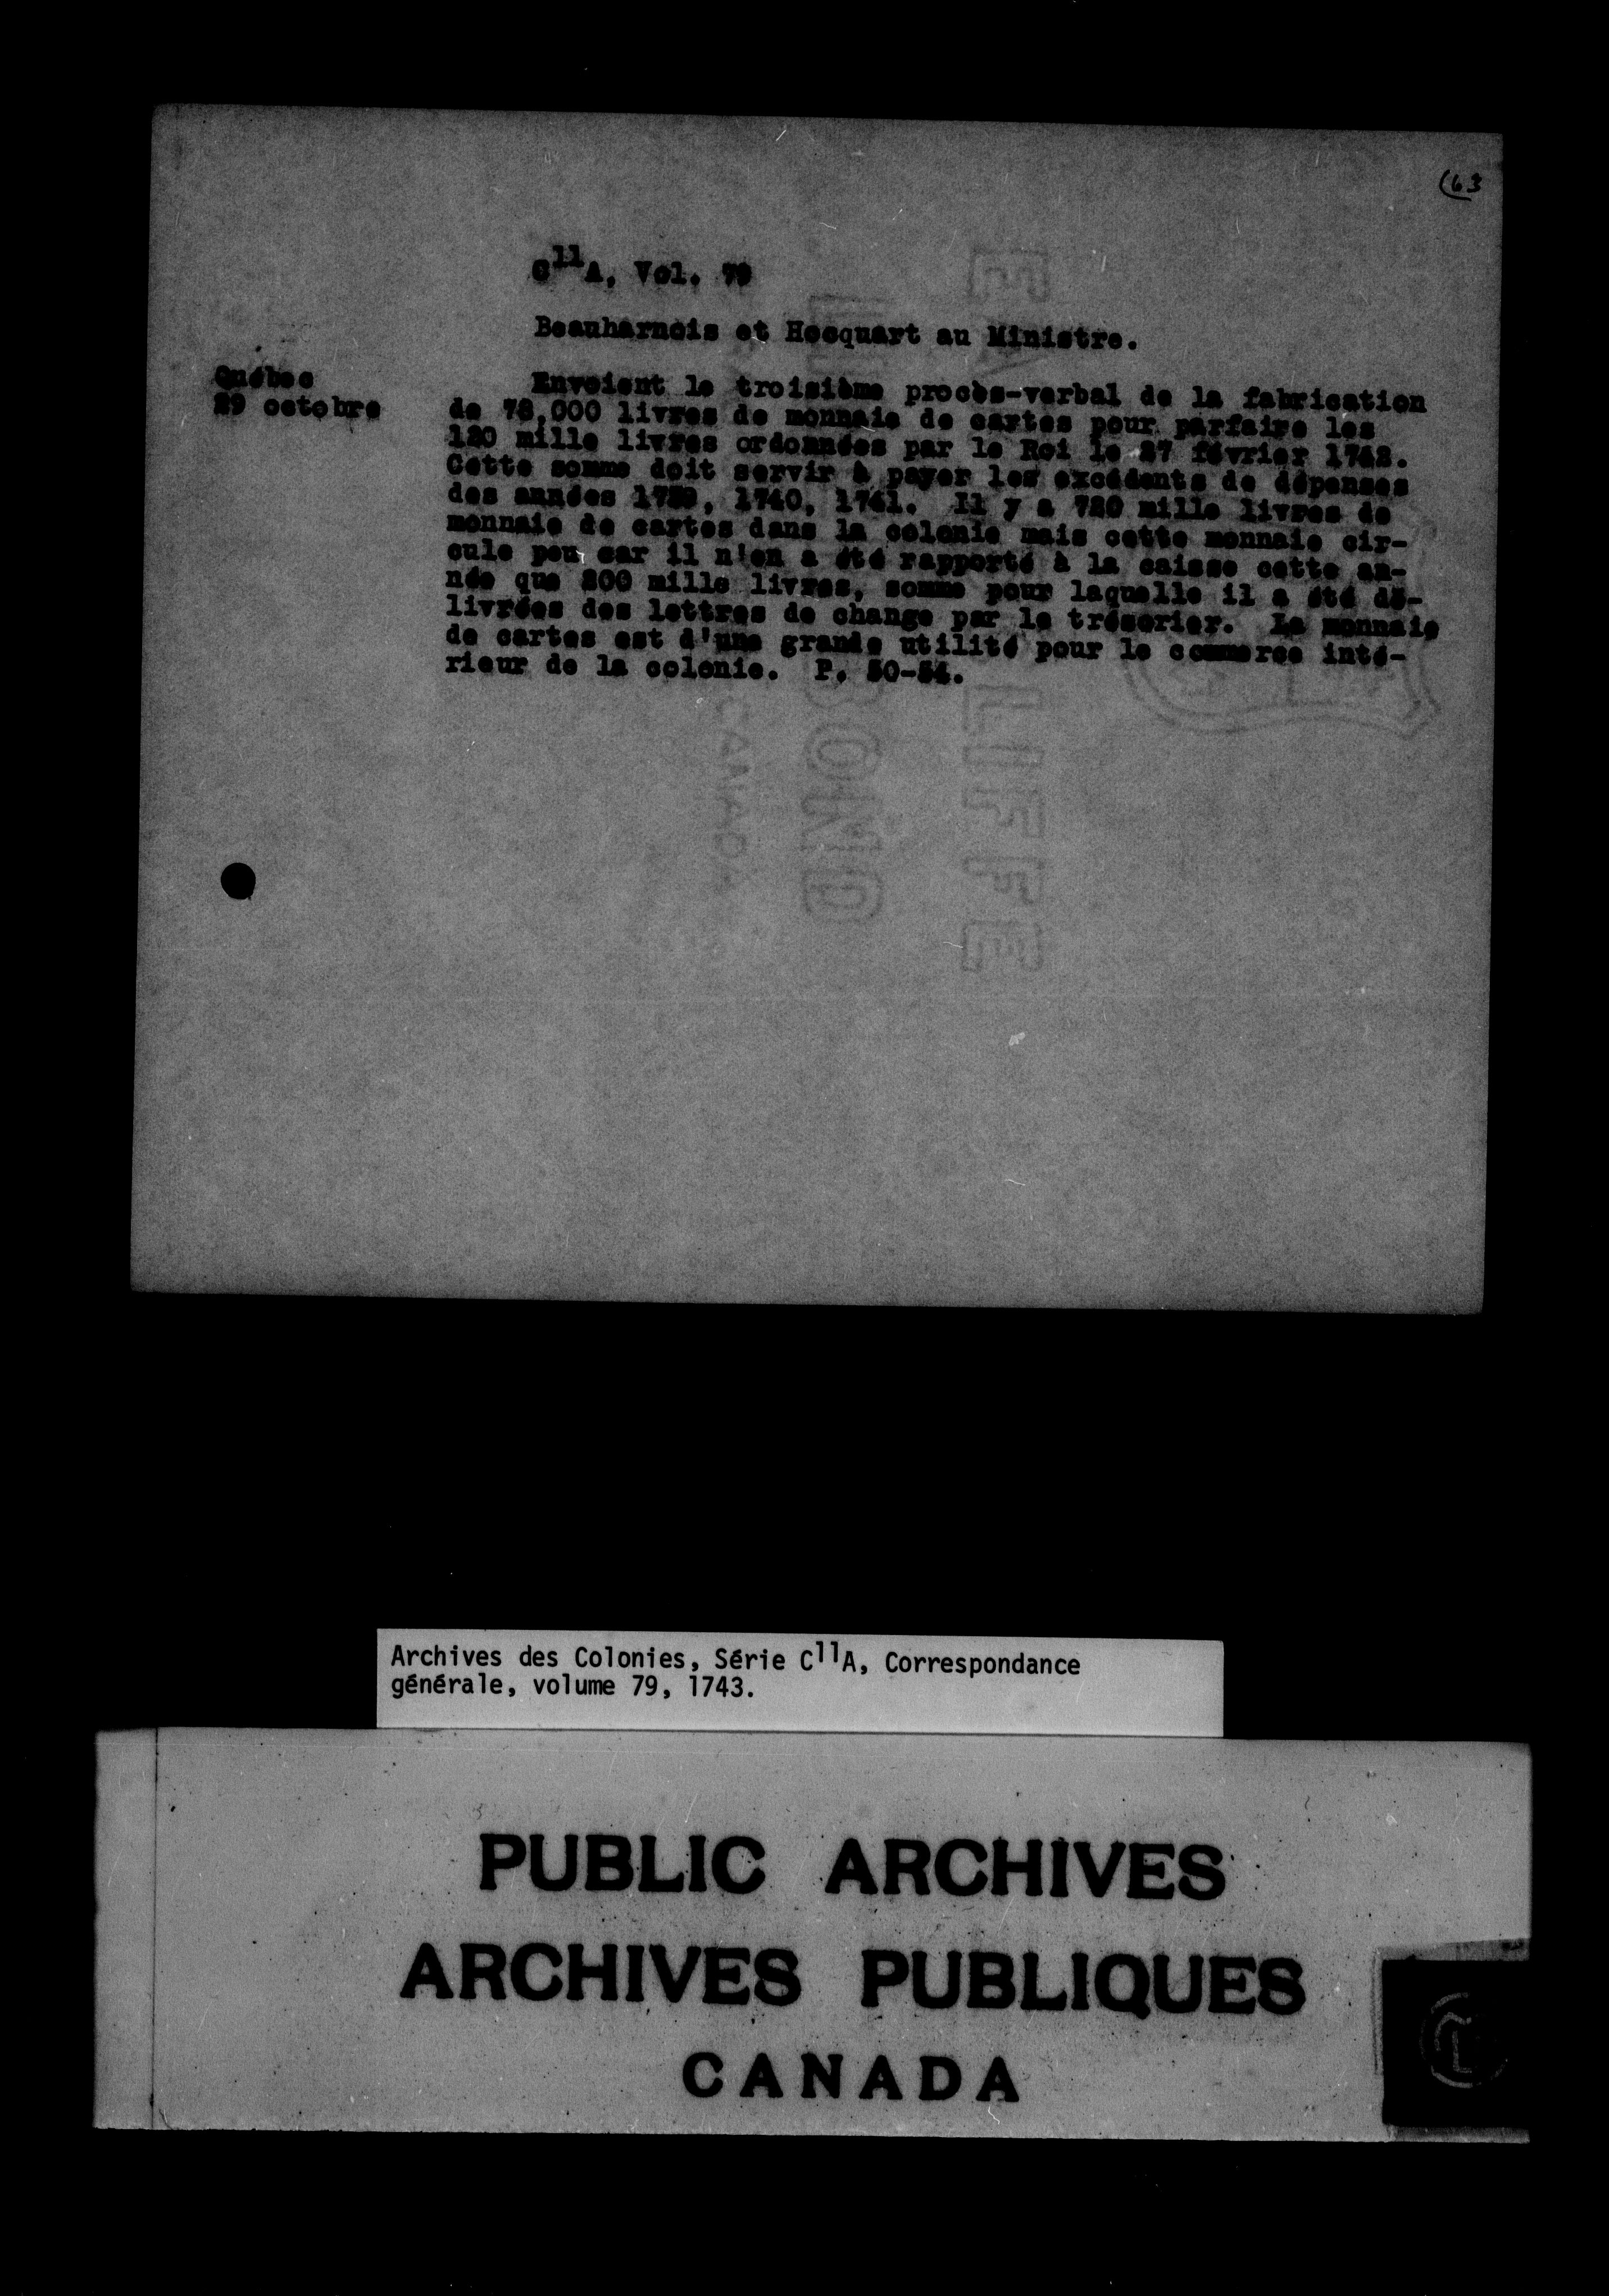 (63
C11A, Vol. 79
Beauharnois et Hocquart au Ministre.
Québec
29 octobre
Envoient le troisième procès-verbal de la fabrication
de 78,000 livres de monnaie de cartes pour parfaire les
120 mille livres ordonnées par le Roi le 27 février 1742.
Cette somme doit servir à payer les excédents de dépenses
des années 1739, 1740, 1741. Il y a 720 mille livres de
monnaie de cartes dans la colonie mais cette monnaie cir-
cule peu car il n'en a été rapporté à la caisse cette an-
née que 200 mille livres, somme pour laquelle il a été dé-
livrées des lettres de change par le trésorier. La monnaie
de cartes est d'une grande utilité pour le commerce inté-
rieur de la colonie. P.
CANADA
BOND
LIFFE
Archives des Colonies, Série C11A, Correspondance
générale, volume 79, 1743.
PUBLIC ARCHIVES
ARCHIVES PUBLIQUES
CANADA